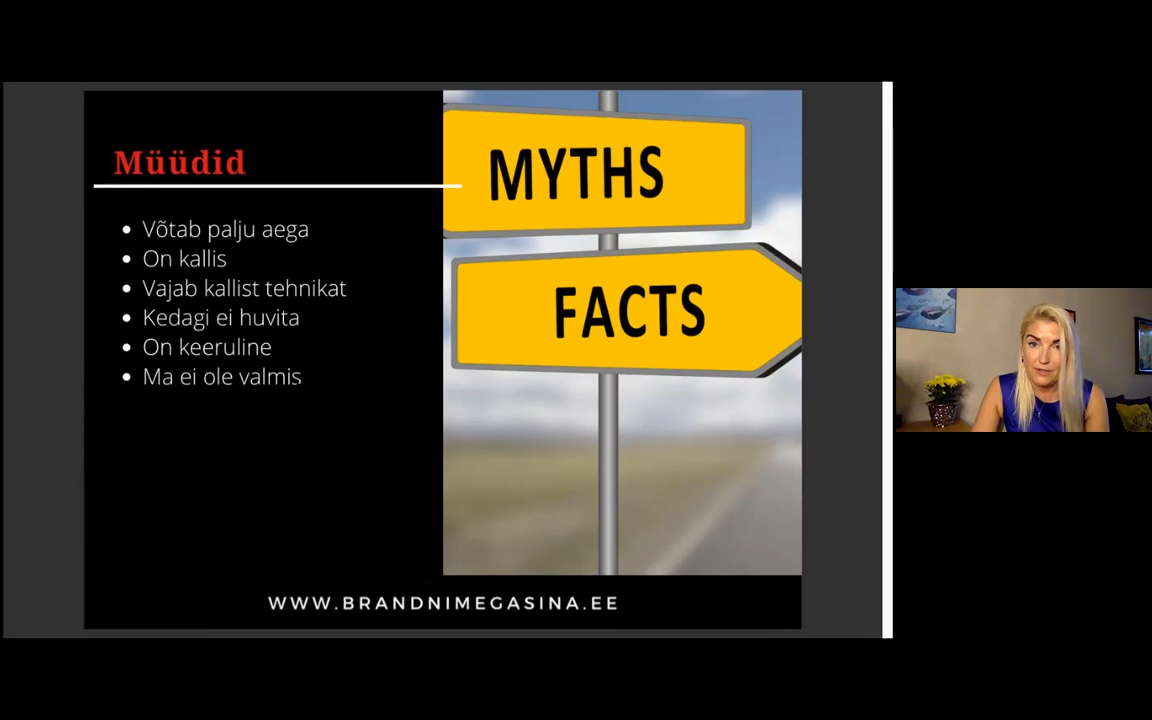 Müüdid
Võtab palju aega
On kallis
Vajab kallist tehnikat
Kedagi ei huvita
On keeruline
Ma ei ole valmis
MYTHS
FACTS
WWW.BRANDNIMEGASINA.EE